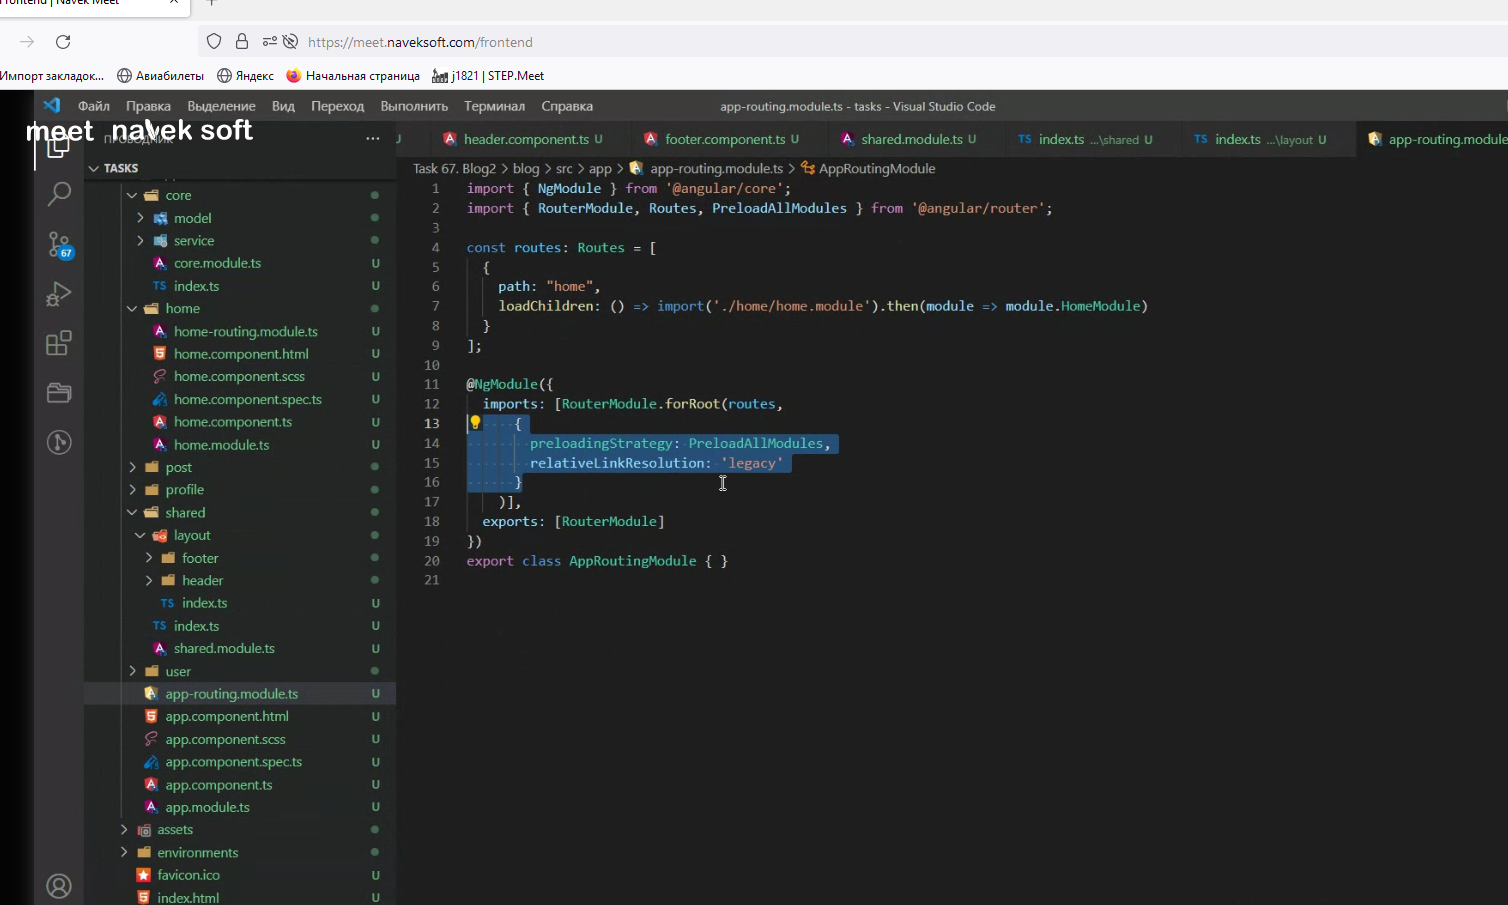 Frontend | Navek Meet
https://meet.naveksoft.com/frontend
Импорт закладок...
Авиабилеты
Яндекс
Начальная страница
j1821 | STEP.Meet
Файл Правка Выделение Вид Переход Выполнить Терминал Справка
app-routing.module.ts - tasks - Visual Studio Code
meet navek soft
ПРОВОДНИК
header.component.ts U
footer.component.ts U
shared.module.ts U
index.ts ...\shared U
index.ts ...\layout U
app-routing.module
TASKS
Task 67. Blog2 > blog > src > app > app-routing.module.ts > AppRoutingModule
core
model
service
core.module.ts U
index.ts U
home
home-routing.module.ts U
home.component.html U
home.component.scss U
home.component.spec.ts U
home.component.ts U
home.module.ts U
post
profile
shared
layout
footer
header
index.ts U
index.ts U
shared.module.ts U
user
app-routing.module.ts U
app.component.html U
app.component.scss U
app.component.spec.ts U
app.component.ts U
app.module.ts U
assets
environments
favicon.ico U
index.html U
67
1 import { NgModule } from '@angular/core';
2 import { RouterModule, Routes, PreloadAllModules } from '@angular/router';
3
4 const routes: Routes = [
5 {
6 path: "home",
7 loadChildren: () => import('./home/home.module').then(module => module.HomeModule)
8 }
9 ];
10
11 @NgModule({
12 imports: [RouterModule.forRoot(routes,
13 {
14 preloadingStrategy: PreloadAllModules,
15 relativeLinkResolution: 'legacy'
16 }
17 )],
18 exports: [RouterModule]
19 })
20 export class AppRoutingModule { }
21